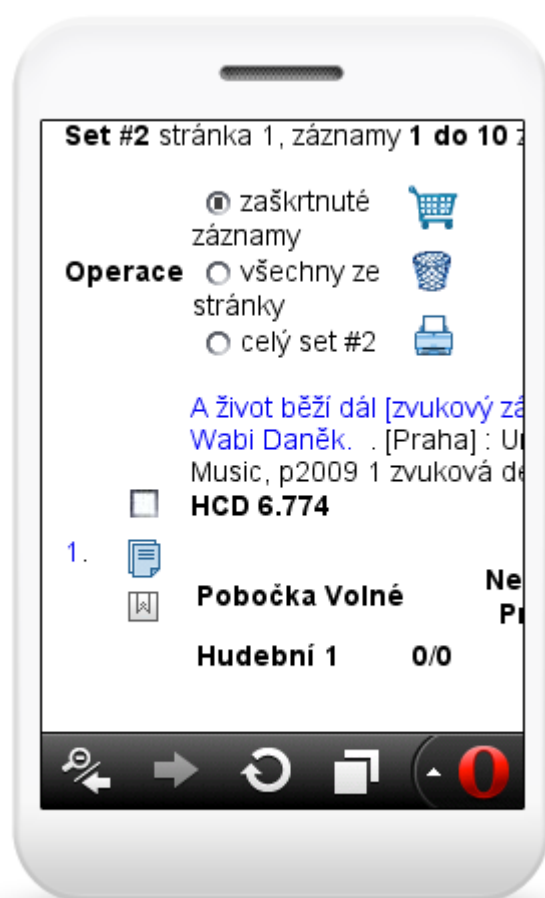 Set #2 stránka 1, záznamy 1 do 10
zaškrtnuté
záznamy
Operace
všechny ze
stránky
celý set #2
A život běží dál [zvukový
Wabi Daněk. . [Praha] :
Music, p2009 1 zvuková
HCD 6.774
1.
Pobočka Volné
Hudební 1 0/0